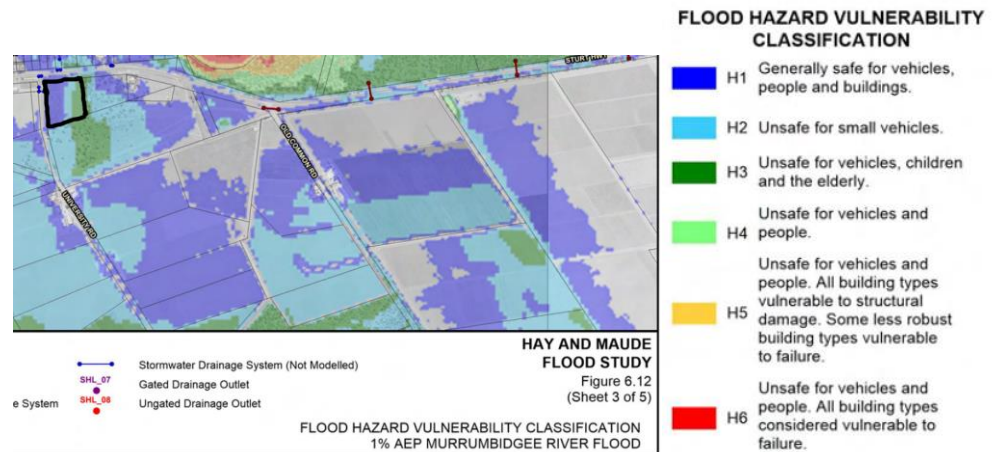 FLOOD HAZARD VULNERABILITY
CLASSIFICATION
H1 Generally safe for vehicles,
people and buildings.
H2 Unsafe for small vehicles.
H3 Unsafe for vehicles, children
and the elderly.
H4 Unsafe for vehicles and
people.
H5 Unsafe for vehicles and
people. All building types
vulnerable to structural
damage. Some less robust
building types vulnerable
to failure.
H6 Unsafe for vehicles and
people. All building types
considered vulnerable to
failure.
STURT HWY
OLD COMMON RD
UNIVERSITY RD
HAY AND MAUDE
FLOOD STUDY
Figure 6.12
(Sheet 3 of 5)
Stormwater Drainage System (Not Modelled)
SHL_07
Gated Drainage Outlet
e System
SHL_08
Ungated Drainage Outlet
FLOOD HAZARD VULNERABILITY CLASSIFICATION
1% AEP MURRUMBIDGEE RIVER FLOOD